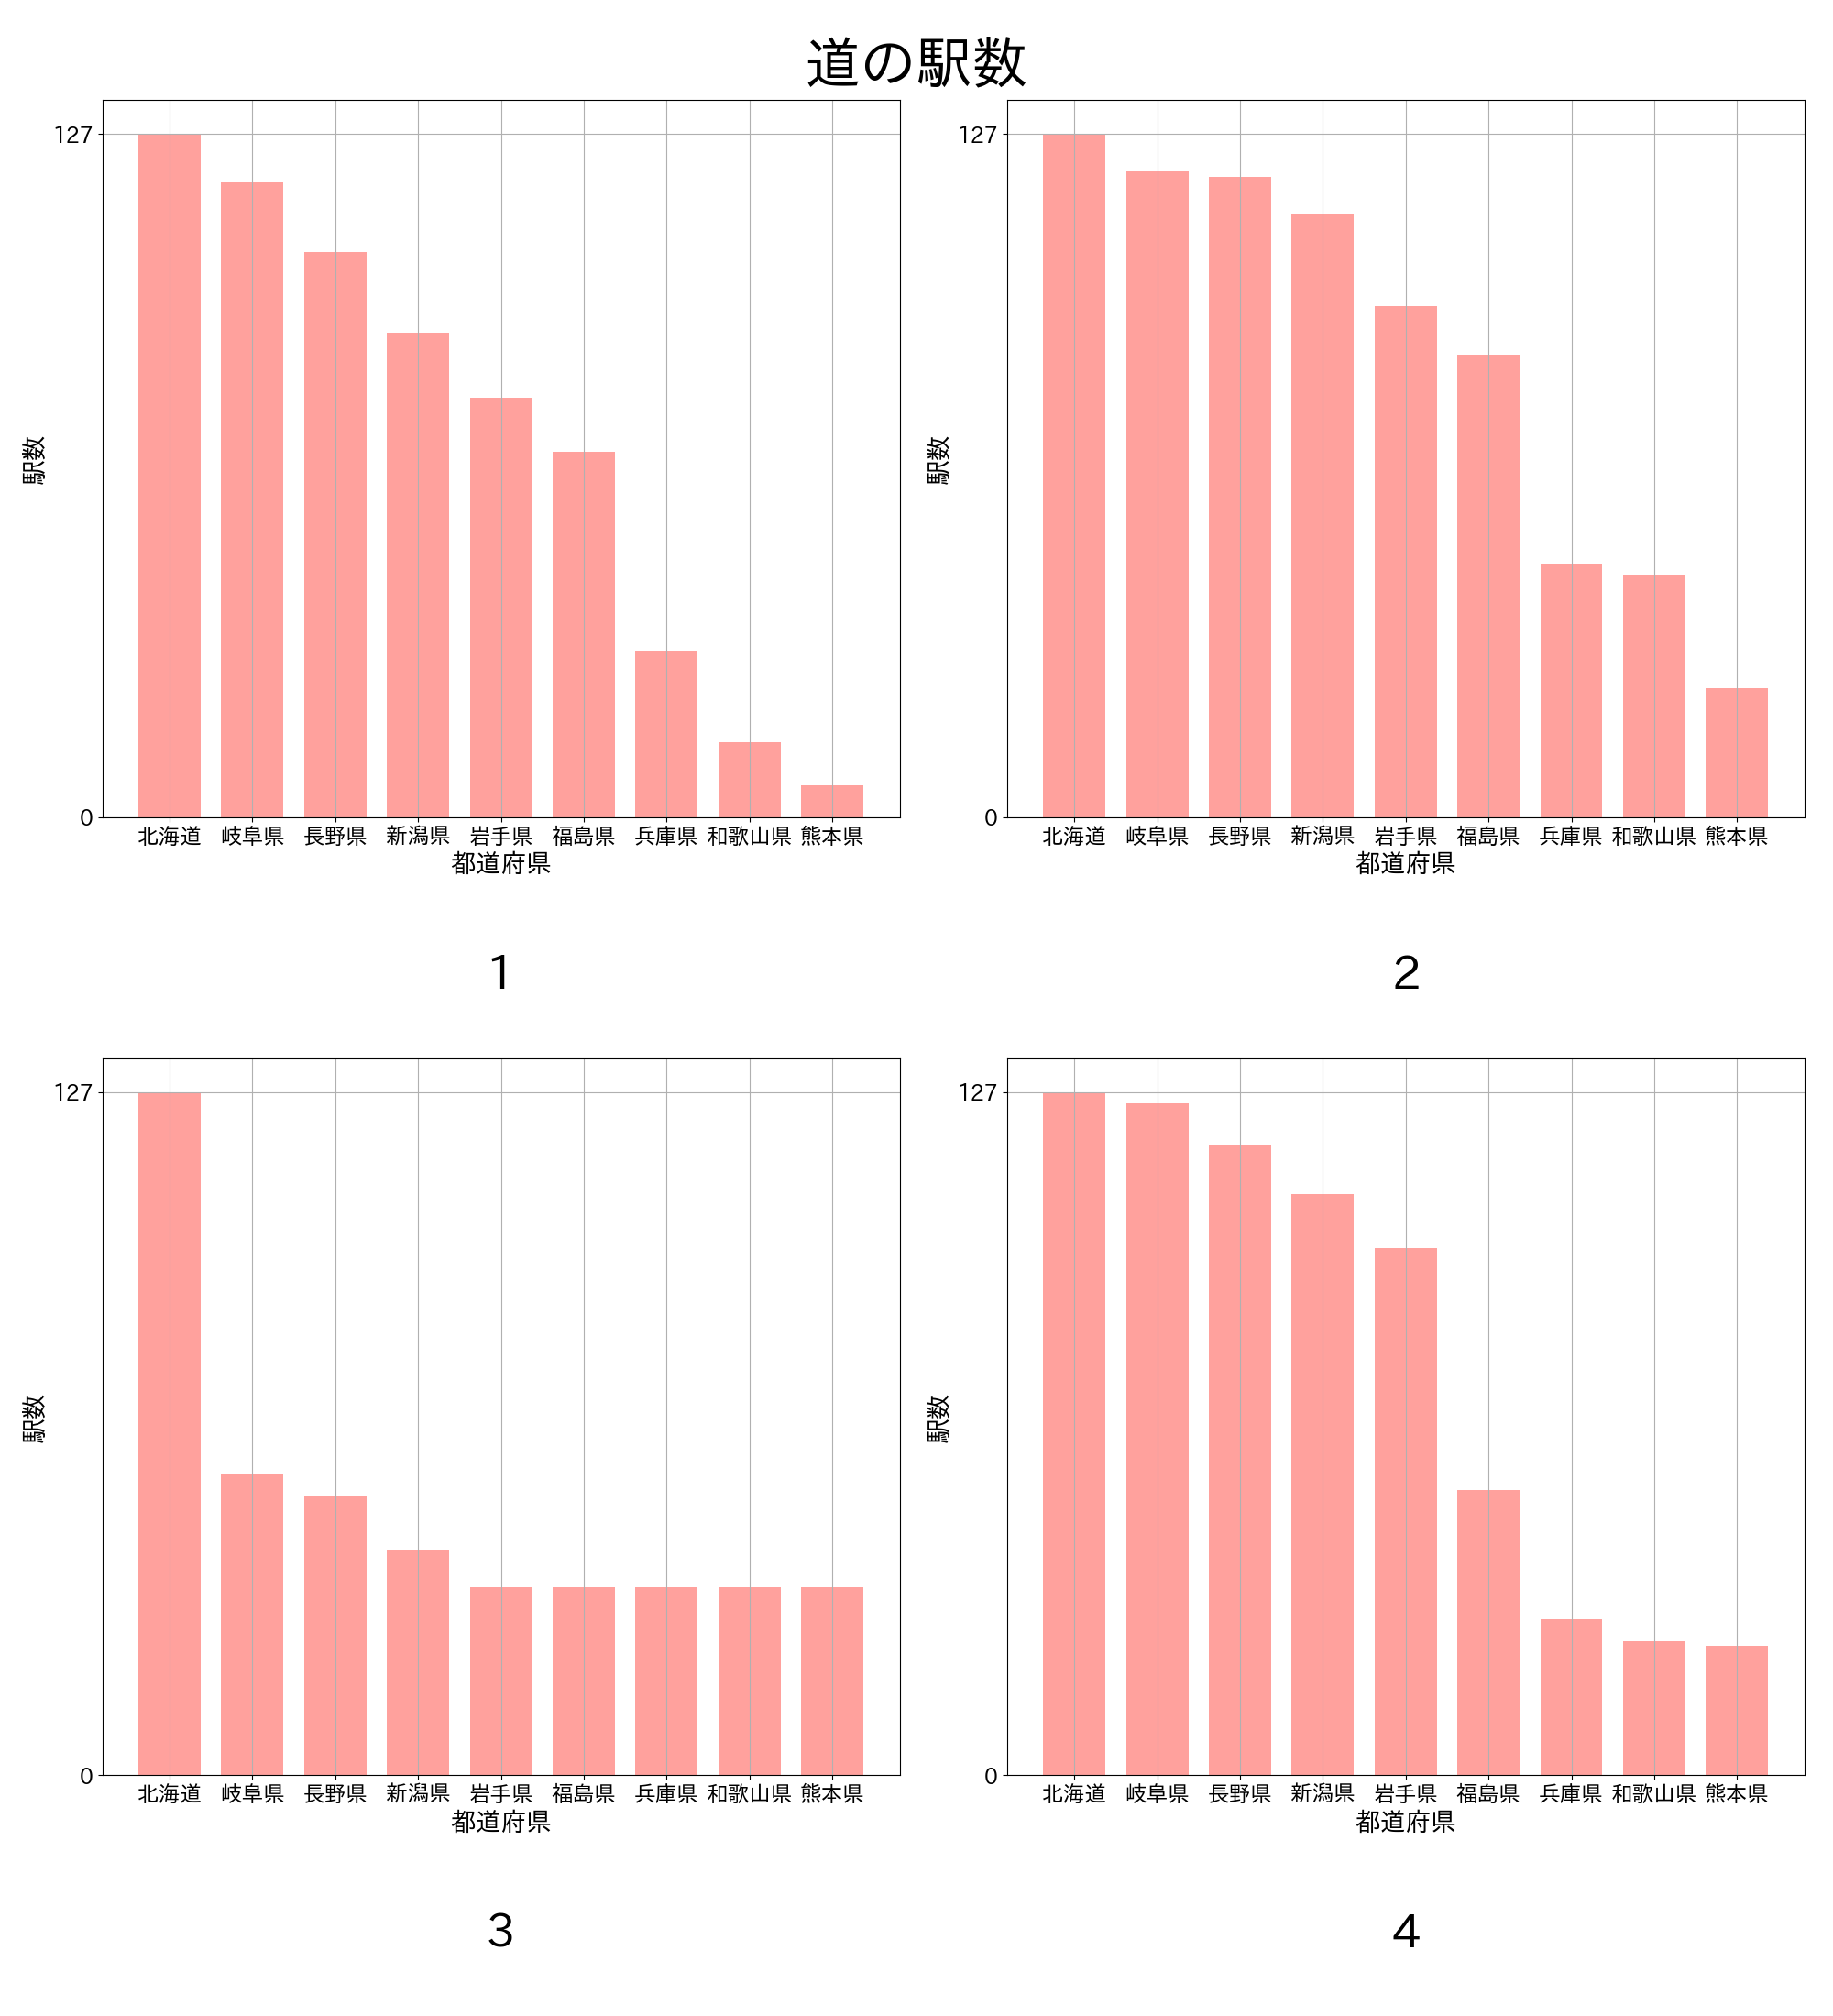 道の駅数
127
0
駅数
北海道 岐阜県 長野県 新潟県 岩手県 福島県 兵庫県 和歌山県 熊本県
都道府県
1
127
0
駅数
北海道 岐阜県 長野県 新潟県 岩手県 福島県 兵庫県 和歌山県 熊本県
都道府県
2
127
0
駅数
北海道 岐阜県 長野県 新潟県 岩手県 福島県 兵庫県 和歌山県 熊本県
都道府県
3
127
0
駅数
北海道 岐阜県 長野県 新潟県 岩手県 福島県 兵庫県 和歌山県 熊本県
都道府県
4